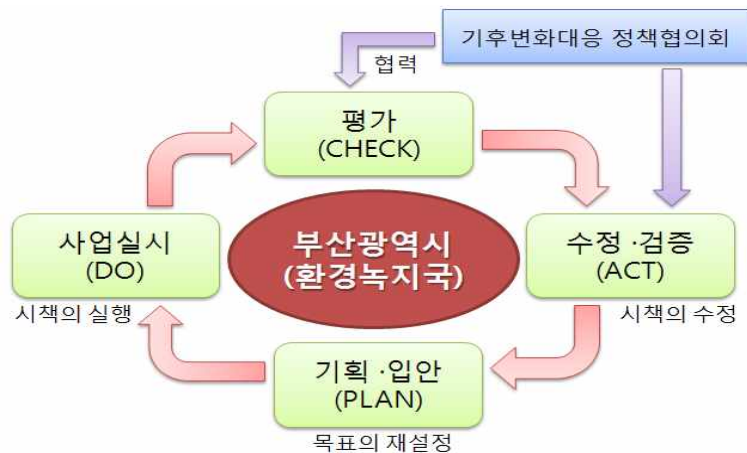 기후변화대응 정책협의회
협력
평가
(CHECK)
사업실시
(DO)
시책의 실행
부산광역시
(환경녹지국)
수정 ·검증
(ACT)
시책의 수정
기획 ·입안
(PLAN)
목표의 재설정